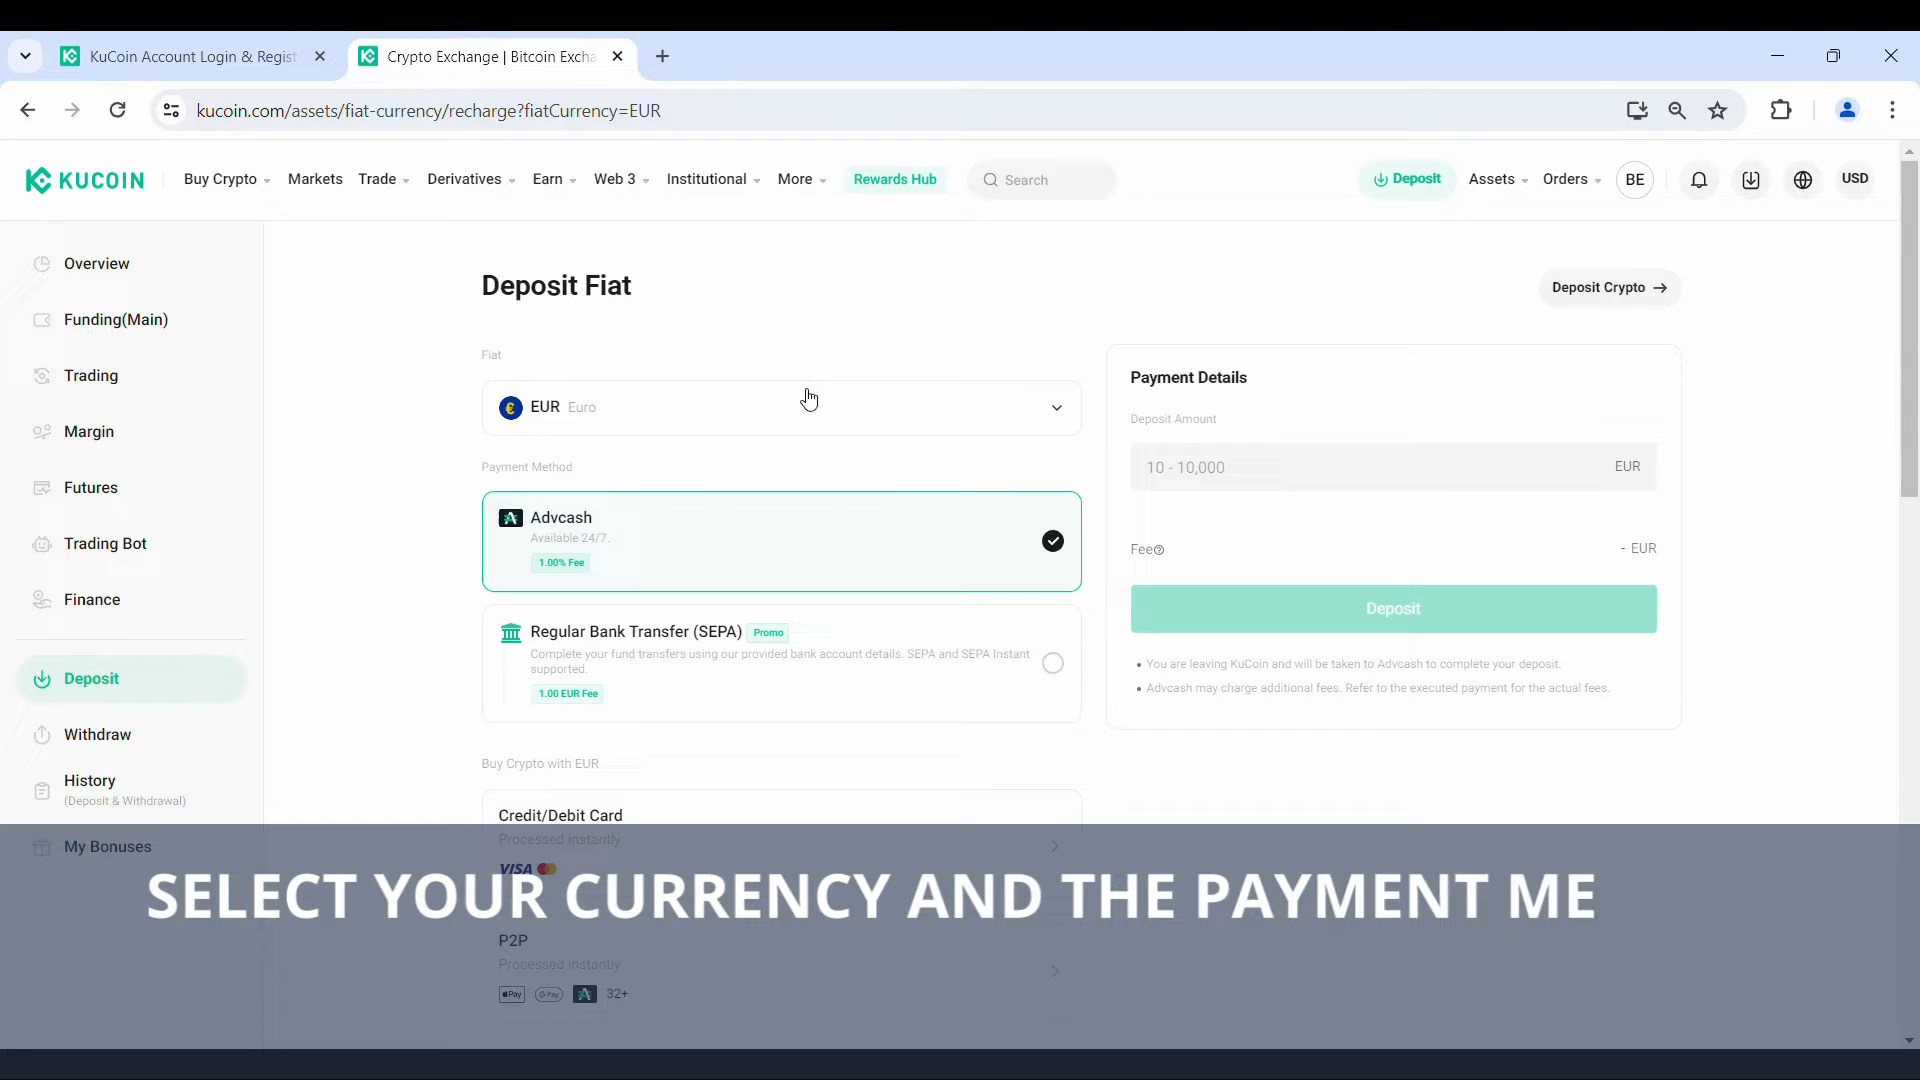 KuCoin Account Login & Regist
Crypto Exchange | Bitcoin Excha
kucoin.com/assets/fiat-currency/recharge?fiatCurrency=EUR
KUCOIN
Buy Crypto
Markets
Trade
Derivatives
Earn
Web 3
Institutional
More
Rewards Hub
Search
Deposit
Assets
Orders
BE
USD
Overview
Funding(Main)
Trading
Margin
Futures
Trading Bot
Finance
Deposit
Withdraw
History
(Deposit & Withdrawal)
My Bonuses
Deposit Fiat
Deposit Crypto
Fiat
EUR Euro
Payment Method
Advcash
Available 24/7.
1.00% Fee
Regular Bank Transfer (SEPA) Promo
Complete your fund transfers using our provided bank account details. SEPA and SEPA Instant
supported.
1.00 EUR Fee
Buy Crypto with EUR
Credit/Debit Card
Processed instantly
VISA
P2P
Processed instantly
Pay G Pay 32+
Payment Details
Deposit Amount
10 - 10,000 EUR
Fee - EUR
Deposit
• You are leaving KuCoin and will be taken to Advcash to complete your deposit.
• Advcash may charge additional fees. Refer to the executed payment for the actual fees.
SELECT YOUR CURRENCY AND THE PAYMENT ME